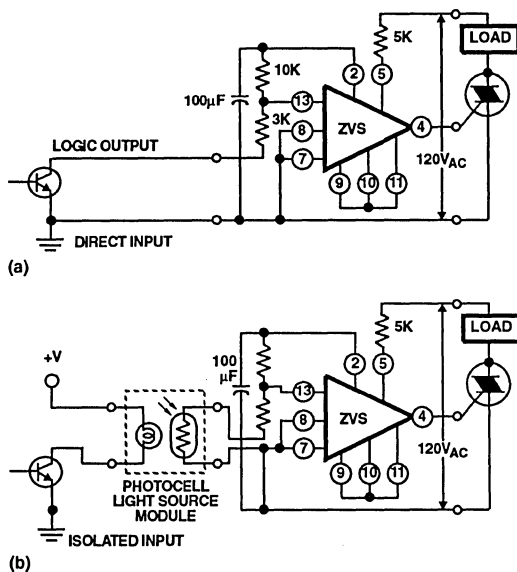 5K
LOAD
10K
2
5
100µF
13
3K
8
ZVS
4
LOGIC OUTPUT
7
120VAC
9
10
11
DIRECT INPUT
(a)
5K
LOAD
+V
100
µF
2
5
13
8
ZVS
4
7
120VAC
9
10
11
PHOTOCELL
LIGHT SOURCE
MODULE
ISOLATED INPUT
(b)